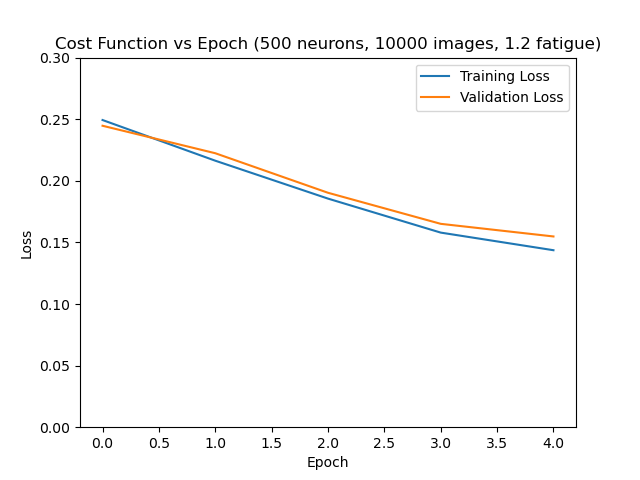 Cost Function vs Epoch (500 neurons, 10000 images, 1.2 fatigue)
0.30
0.25
0.20
0.15
0.10
0.05
0.00
Loss
Training Loss
Validation Loss
0.0 0.5 1.0 1.5 2.0 2.5 3.0 3.5 4.0
Epoch